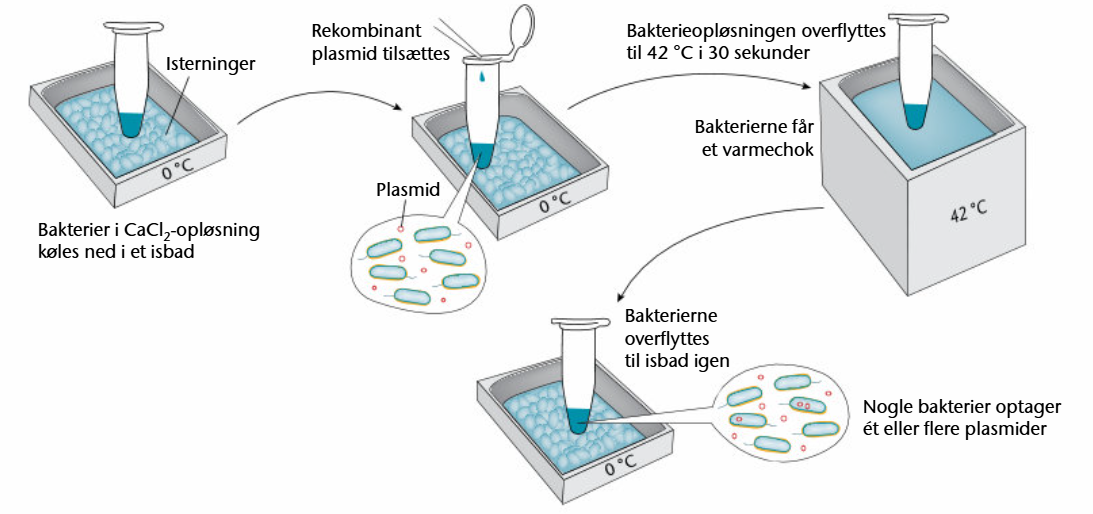 Isterninger
0 °C
Bakterier i CaCl₂-opløsning
køles ned i et isbad
Rekombinant
plasmid tilsættes
Plasmid
0 °C
Bakterieopløsningen overflyttes
til 42 °C i 30 sekunder
Bakterierne får
et varmechok
42 °C
Bakterierne
overflyttes
til isbad igen
0 °C
Nogle bakterier optager
ét eller flere plasmider